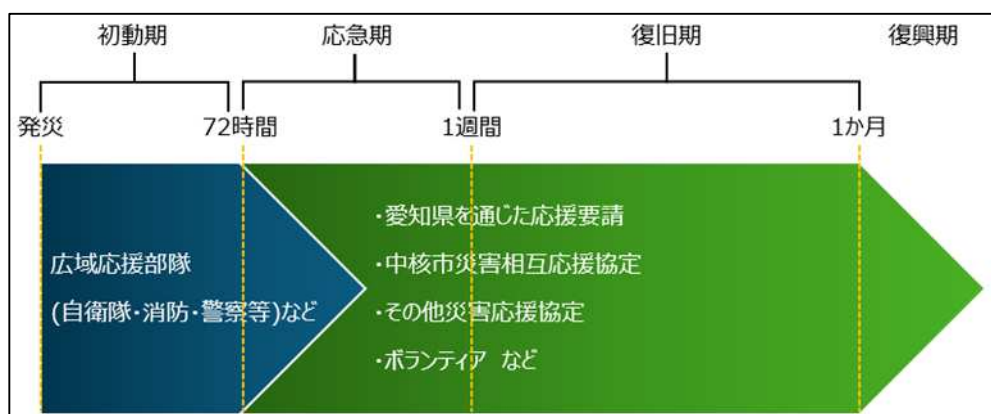 初動期 応急期 復旧期 復興期
発災 72時間 1週間 1か月
広域応援部隊
(自衛隊・消防・警察等)など
・愛知県を通じた応援要請
・中核市災害相互応援協定
・その他災害応援協定
・ボランティア など